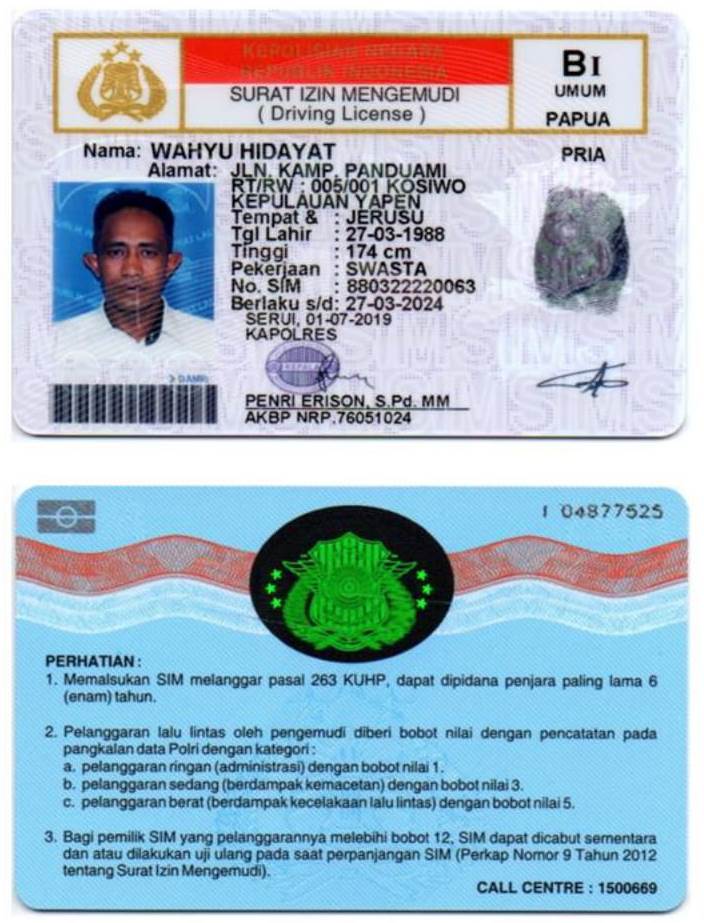 KEPOLISIAN NEGARA
REPUBLIK INDONESIA
SURAT IZIN MENGEMUDI
( Driving License )
BI
UMUM
PAPUA
Nama: WAHYU HIDAYAT
PRIA
Alamat: JLN. KAMP. PANDUAMI
RT/RW : 005/001 KOSIWO
KEPULAUAN YAPEN
Tempat & : JERUSU
Tgl Lahir : 27-03-1988
Tinggi : 174 cm
Pekerjaan : SWASTA
No. SIM : 880322220063
Berlaku s/d: 27-03-2024
SERUI, 01-07-2019
KAPOLRES
PENRI ERISON, S.Pd. MM
AKBP NRP.76051024
I 04877525
PERHATIAN :
1. Memalsukan SIM melanggar pasal 263 KUHP, dapat dipidana penjara paling lama 6
(enam) tahun.
2. Pelanggaran lalu lintas oleh pengemudi diberi bobot nilai dengan pencatatan pada
pangkalan data Polri dengan kategori :
a. pelanggaran ringan (administrasi) dengan bobot nilai 1.
b. pelanggaran sedang (berdampak kemacetan) dengan bobot nilai 3.
c. pelanggaran berat (berdampak kecelakaan lalu lintas) dengan bobot nilai 5.
3. Bagi pemilik SIM yang pelanggarannya melebihi bobot 12, SIM dapat dicabut sementara
dan atau dilakukan uji ulang pada saat perpanjangan SIM (Perkap Nomor 9 Tahun 2012
tentang Surat Izin Mengemudi).
CALL CENTRE : 1500669